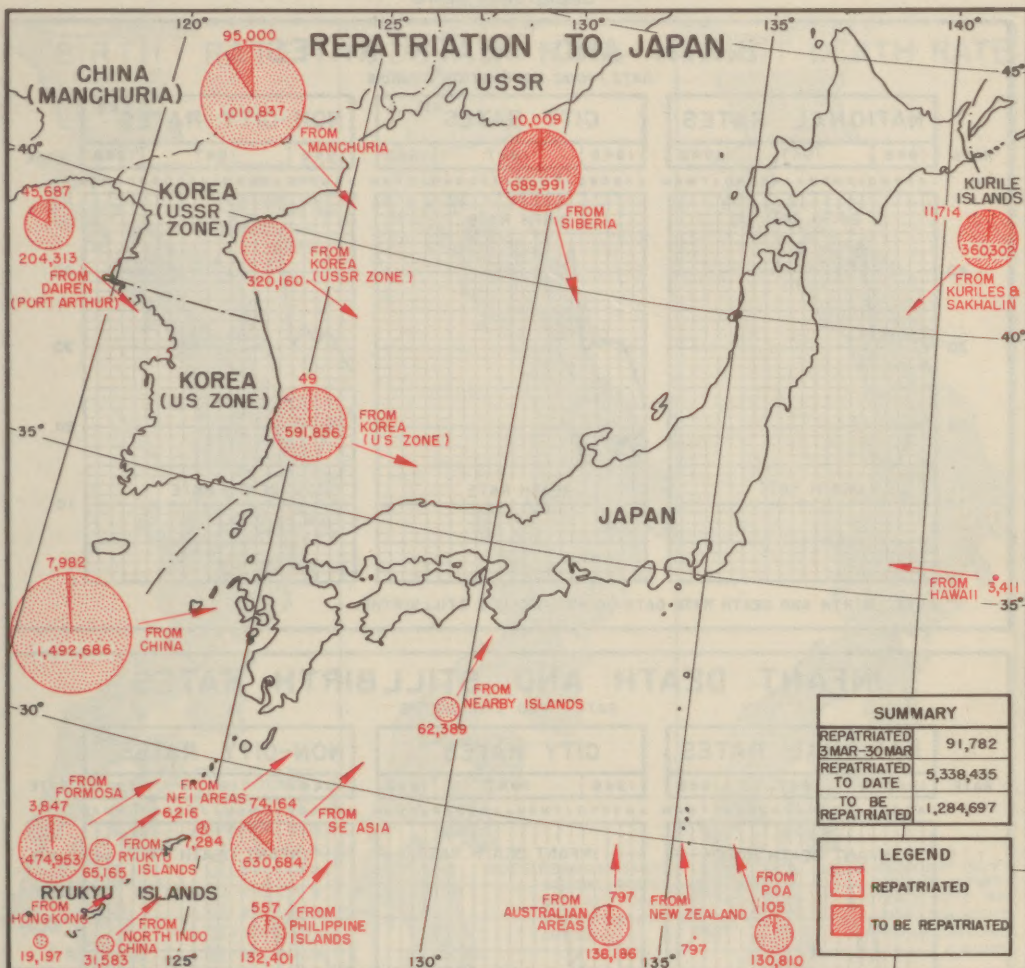 120°
125°
130°
135°
140°
REPATRIATION TO JAPAN
95,000
CHINA
(MANCHURIA)
1,010,837
FROM
MANCHURIA
USSR
45°
10,009
689,991
FROM
SIBERIA
40°
45,687
204,313
FROM
DAIREN
(PORT ARTHUR)
KOREA
(USSR
ZONE)
FROM
KOREA
(USSR ZONE)
320,160
KURILE
ISLANDS
11,714
360,302
FROM
KURILES &
SAKHALIN
40°
KOREA
(US ZONE)
49
591,856
FROM
KOREA
(US ZONE)
35°
JAPAN
7,982
1,492,686
FROM
CHINA
FROM
HAWAII
3,411
35°
FROM
NEARBY ISLANDS
62,389
30°
SUMMARY
REPATRIATED
3MAR-30MAR
91,782
REPATRIATED
TO DATE
5,338,435
TO BE
REPATRIATED
1,284,697
FROM
FORMOSA
3,847
474,953
FROM
NEI AREAS
6,216
7,284
74,164
630,684
FROM
SE ASIA
FROM
RYUKYU
ISLANDS
65,165
RYUKYU ISLANDS
LEGEND
REPATRIATED
TO BE REPATRIATED
FROM
HONG KONG
19,197
FROM
NORTH INDO
CHINA
31,583
557
132,401
FROM
PHILIPPINE
ISLANDS
FROM
AUSTRALIAN
AREAS
797
138,186
FROM
NEW ZEALAND
797
FROM
POA
105
130,810
125°
130°
135°